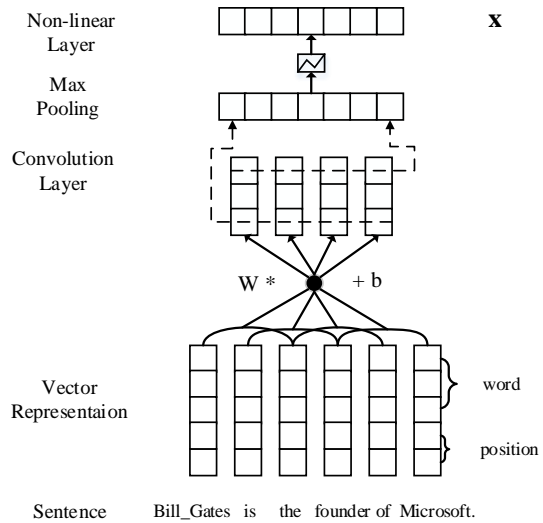 Non-linear
Layer
x
Max
Pooling
Convolution
Layer
W *
+ b
Vector
Representaion
word
position
Sentence
Bill_Gates is the founder of Microsoft.